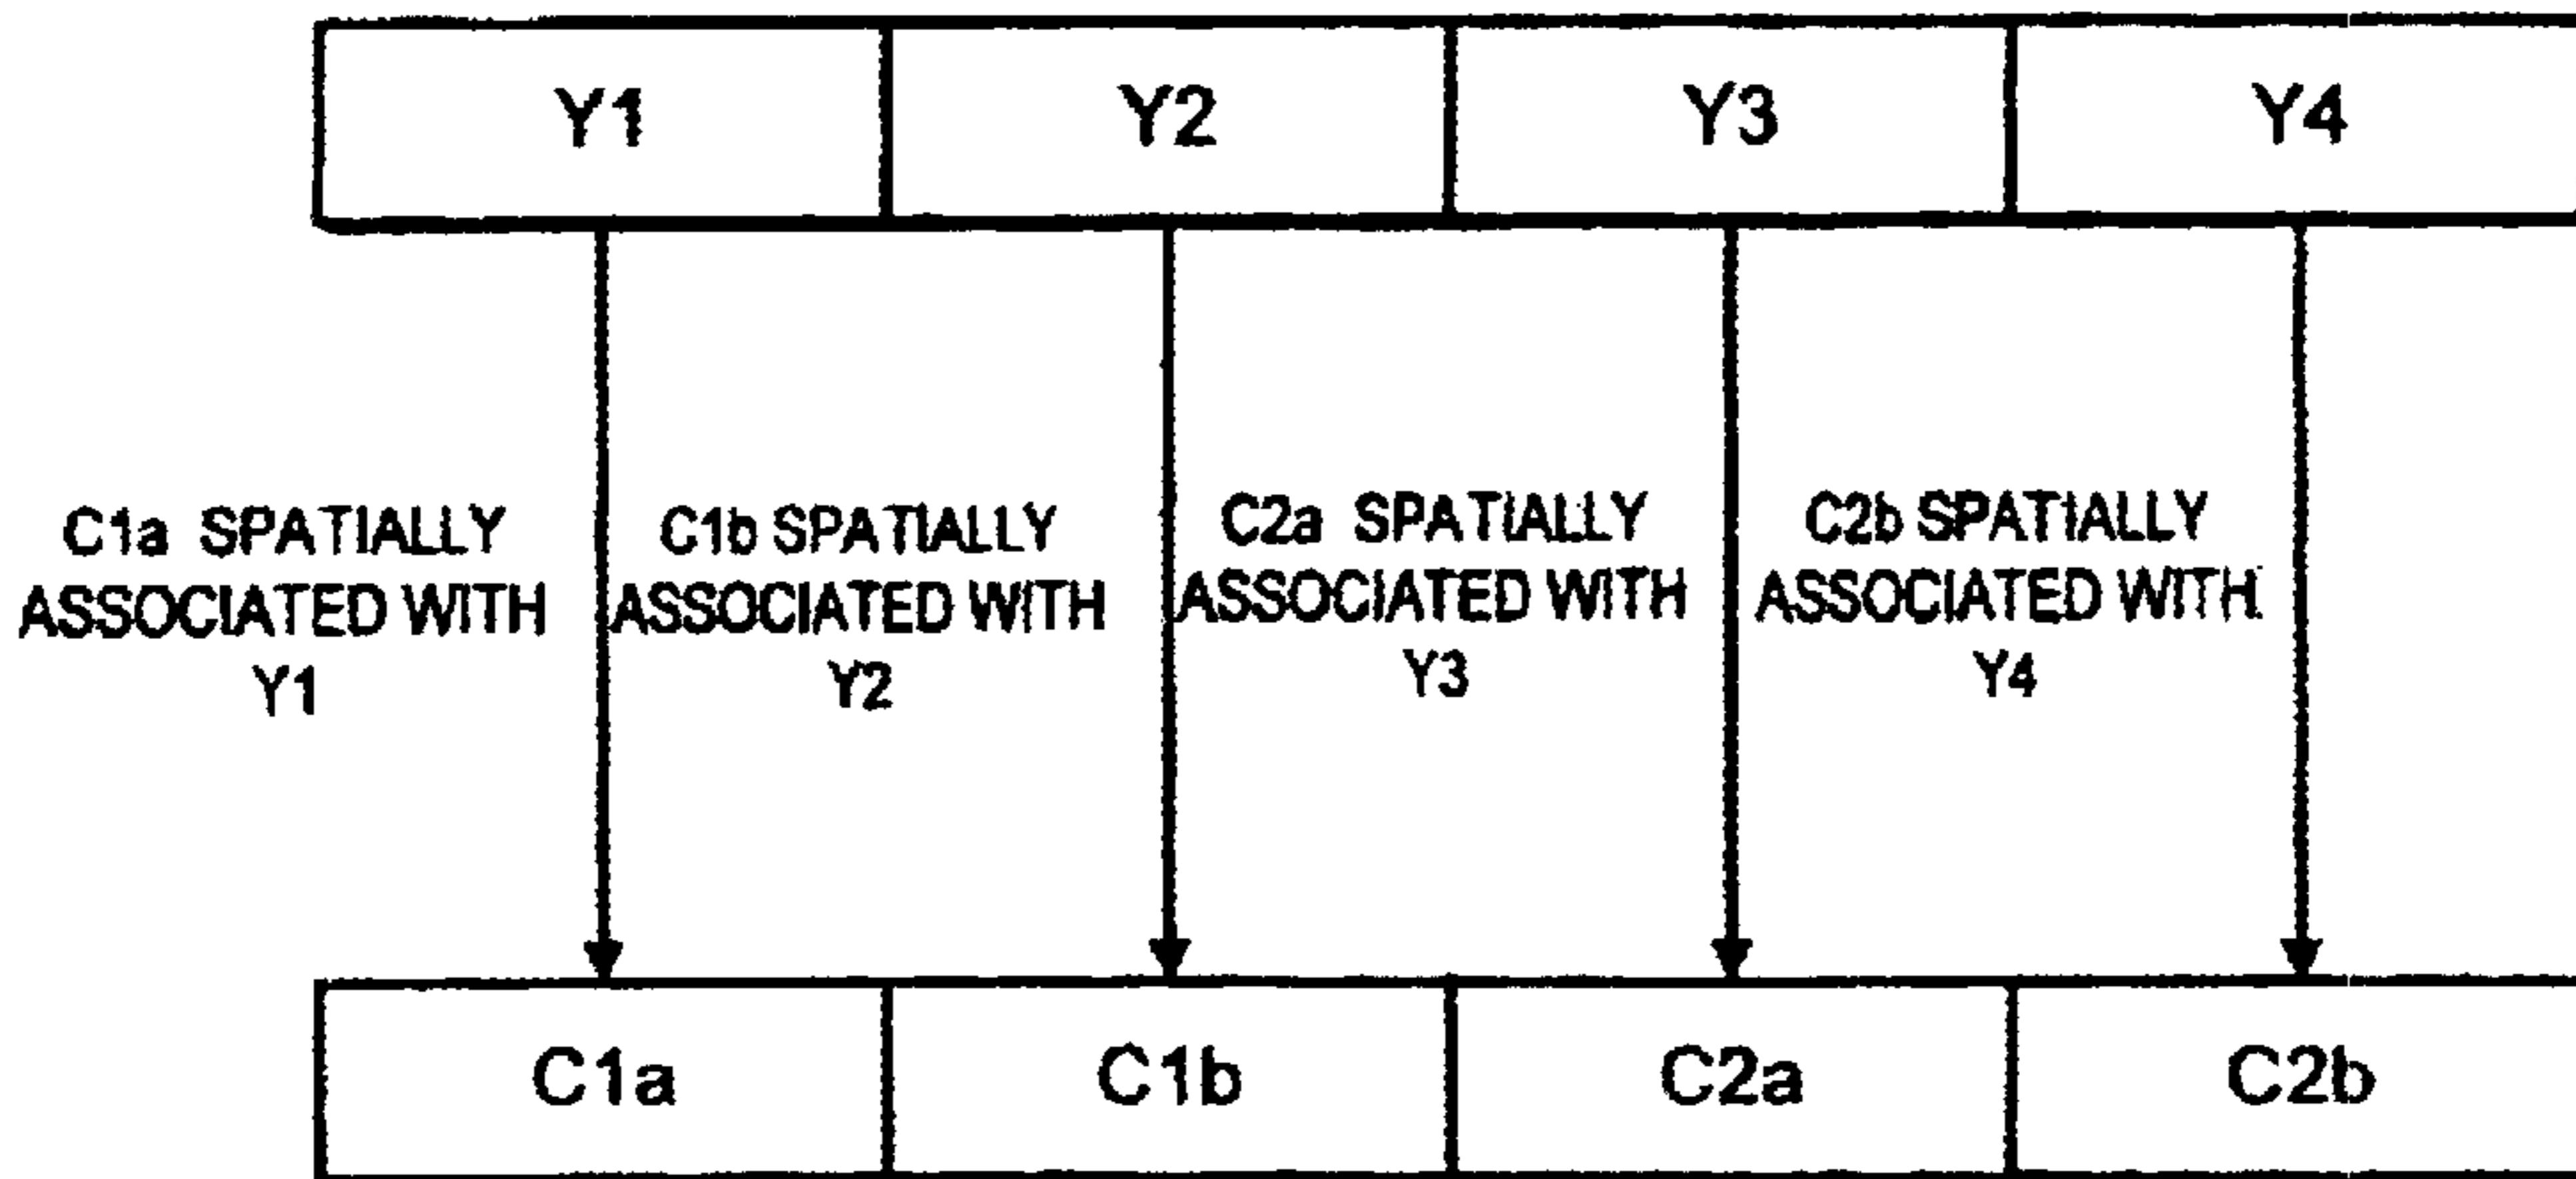 Y1 Y2 Y3 Y4
C1a SPATIALLY
ASSOCIATED WITH
Y1
C1b SPATIALLY
ASSOCIATED WITH
Y2
C2a SPATIALLY
ASSOCIATED WITH
Y3
C2b SPATIALLY
ASSOCIATED WITH
Y4
C1a C1b C2a C2b